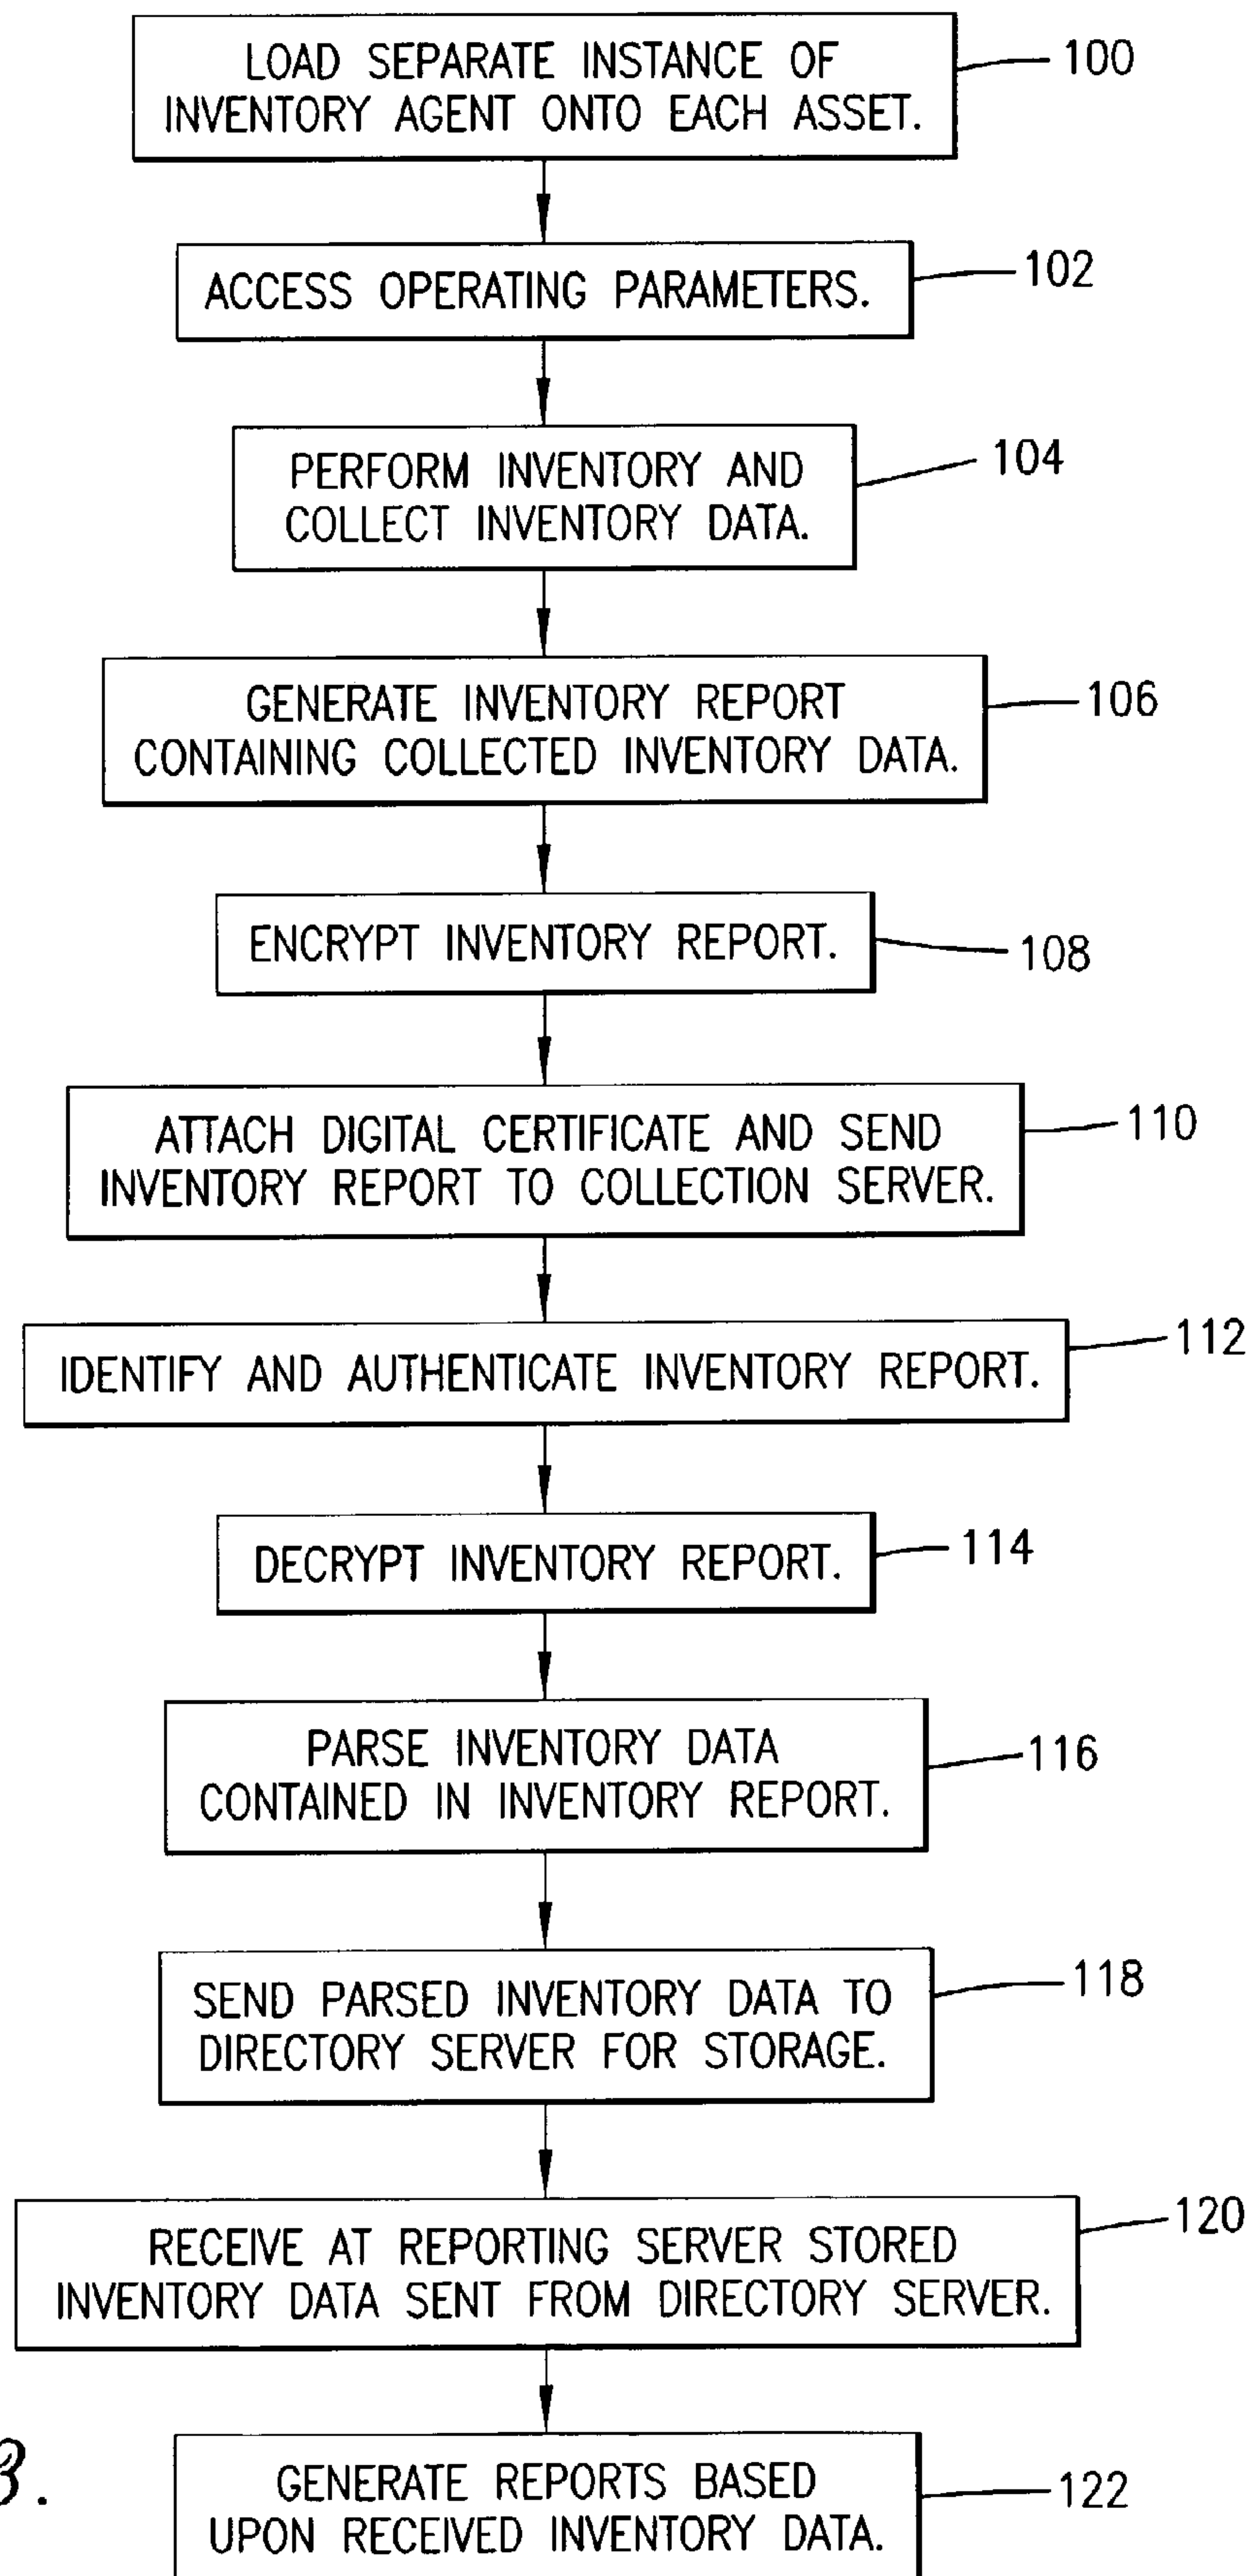 LOAD SEPARATE INSTANCE OF
INVENTORY AGENT ONTO EACH ASSET.
100
ACCESS OPERATING PARAMETERS.
102
PERFORM INVENTORY AND
COLLECT INVENTORY DATA.
104
GENERATE INVENTORY REPORT
CONTAINING COLLECTED INVENTORY DATA.
106
ENCRYPT INVENTORY REPORT.
108
ATTACH DIGITAL CERTIFICATE AND SEND
INVENTORY REPORT TO COLLECTION SERVER.
110
IDENTIFY AND AUTHENTICATE INVENTORY REPORT.
112
DECRYPT INVENTORY REPORT.
114
PARSE INVENTORY DATA
CONTAINED IN INVENTORY REPORT.
116
SEND PARSED INVENTORY DATA TO
DIRECTORY SERVER FOR STORAGE.
118
RECEIVE AT REPORTING SERVER STORED
INVENTORY DATA SENT FROM DIRECTORY SERVER.
120
GENERATE REPORTS BASED
UPON RECEIVED INVENTORY DATA.
122